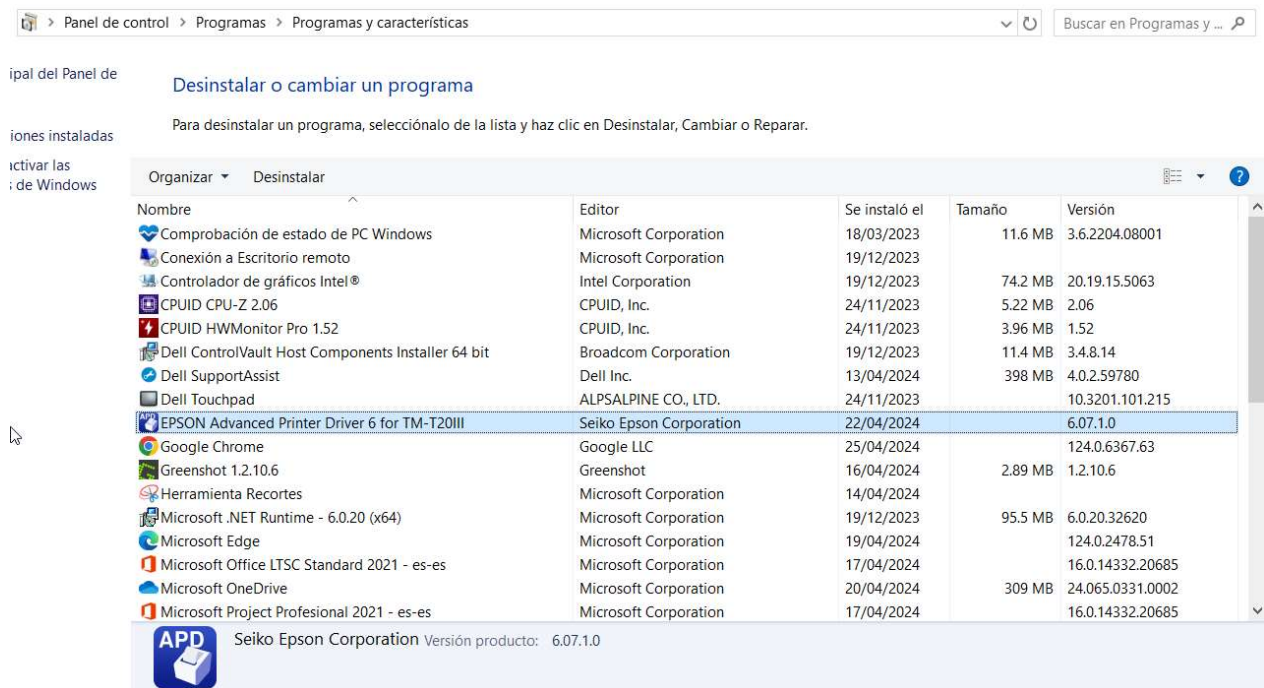 Panel de control > Programas > Programas y características
Buscar en Programas y ...
ipal del Panel de
iones instaladas
activar las
s de Windows
Desinstalar o cambiar un programa
Para desinstalar un programa, selecciónalo de la lista y haz clic en Desinstalar, Cambiar o Reparar.
Organizar Desinstalar
Nombre Editor Se instaló el Tamaño Versión
Comprobación de estado de PC Windows Microsoft Corporation 18/03/2023 11.6 MB 3.6.2204.08001
Conexión a Escritorio remoto Microsoft Corporation 19/12/2023
Controlador de gráficos Intel® Intel Corporation 19/12/2023 74.2 MB 20.19.15.5063
CPUID CPU-Z 2.06 CPUID, Inc. 24/11/2023 5.22 MB 2.06
CPUID HWMonitor Pro 1.52 CPUID, Inc. 24/11/2023 3.96 MB 1.52
Dell ControlVault Host Components Installer 64 bit Broadcom Corporation 19/12/2023 11.4 MB 3.4.8.14
Dell SupportAssist Dell Inc. 13/04/2024 398 MB 4.0.2.59780
Dell Touchpad ALPSALPINE CO., LTD. 24/11/2023 10.3201.101.215
EPSON Advanced Printer Driver 6 for TM-T20III Seiko Epson Corporation 22/04/2024 6.07.1.0
Google Chrome Google LLC 25/04/2024 124.0.6367.63
Greenshot 1.2.10.6 Greenshot 16/04/2024 2.89 MB 1.2.10.6
Herramienta Recortes Microsoft Corporation 14/04/2024
Microsoft .NET Runtime - 6.0.20 (x64) Microsoft Corporation 19/12/2023 95.5 MB 6.0.20.32620
Microsoft Edge Microsoft Corporation 19/04/2024 124.0.2478.51
Microsoft Office LTSC Standard 2021 - es-es Microsoft Corporation 17/04/2024 16.0.14332.20685
Microsoft OneDrive Microsoft Corporation 20/04/2024 309 MB 24.065.0331.0002
Microsoft Project Profesional 2021 - es-es Microsoft Corporation 17/04/2024 16.0.14332.20685
APD Seiko Epson Corporation Versión producto: 6.07.1.0